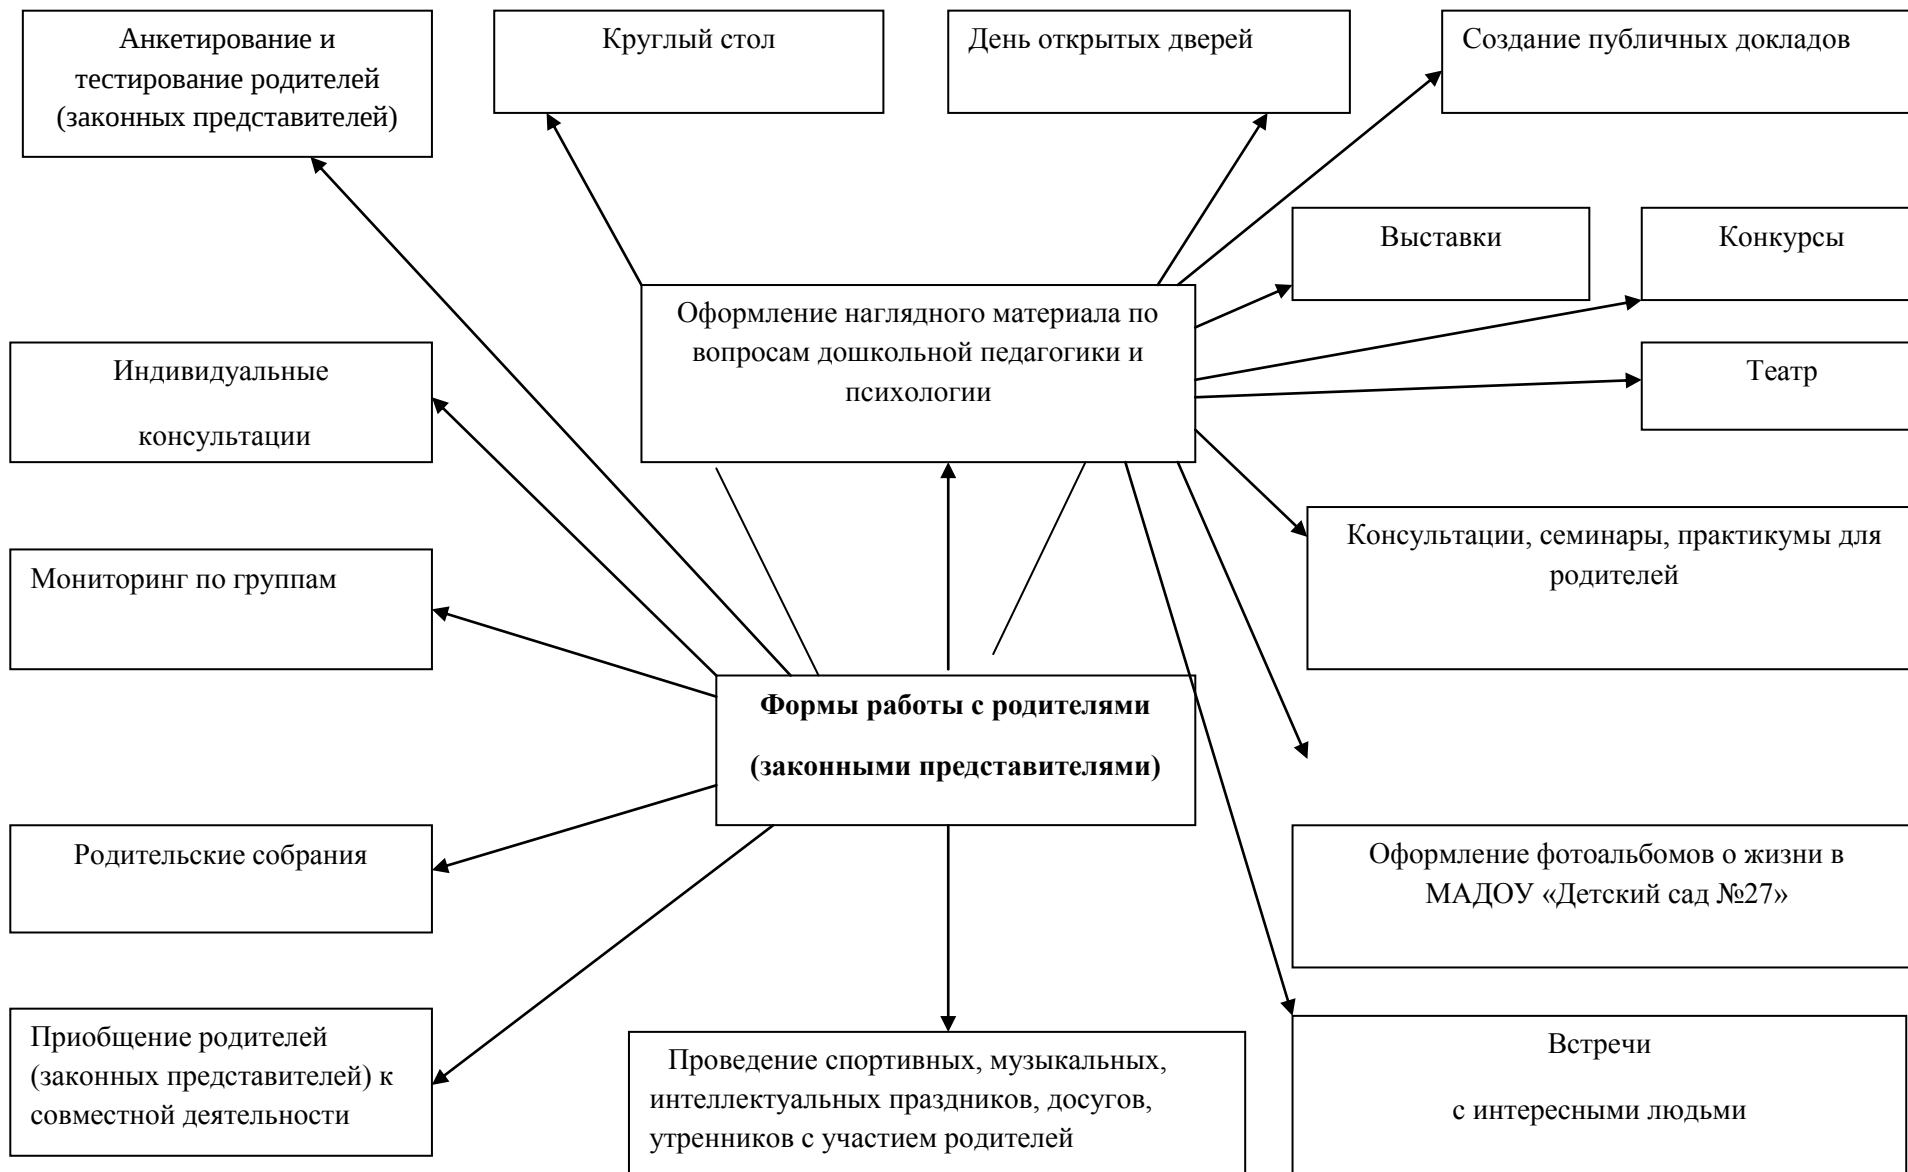 Анкетирование и
тестирование родителей
(законных представителей)
Круглый стол
День открытых дверей
Создание публичных докладов
Выставки
Конкурсы
Оформление наглядного материала по
вопросам дошкольной педагогики и
психологии
Театр
Индивидуальные
консультации
Консультации, семинары, практикумы для
родителей
Мониторинг по группам
Формы работы с родителями
(законными представителями)
Родительские собрания
Оформление фотоальбомов о жизни в
МАДОУ «Детский сад №27»
Приобщение родителей
(законных представителей) к
совместной деятельности
Проведение спортивных, музыкальных,
интеллектуальных праздников, досугов,
утренников с участием родителей
Встречи
с интересными людьми